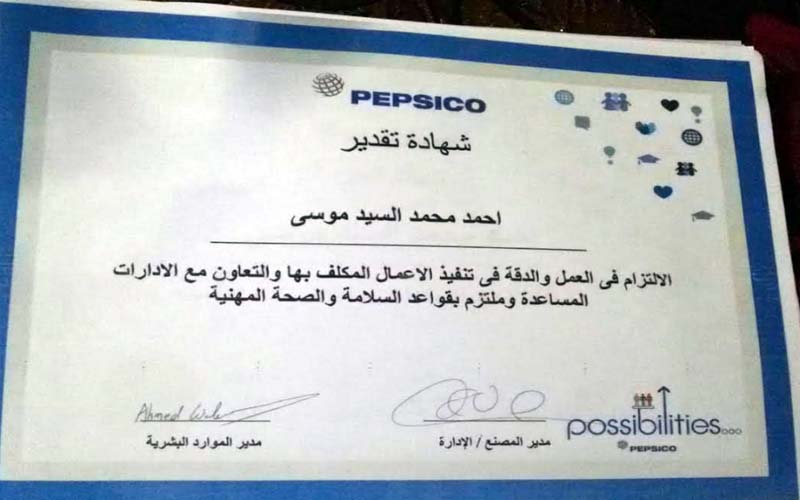 PEPSICO
شهادة تقدير
احمد محمد السيد موسى
الالتزام فى العمل والدقة فى تنفيذ الاعمال المكلف بها والتعاون مع الادارات
المساعدة وملتزم بقواعد السلامة والصحة المهنية
Ahmed
مدير المصنع / الإدارة
مدير الموارد البشرية
possibilities...
PEPSICO